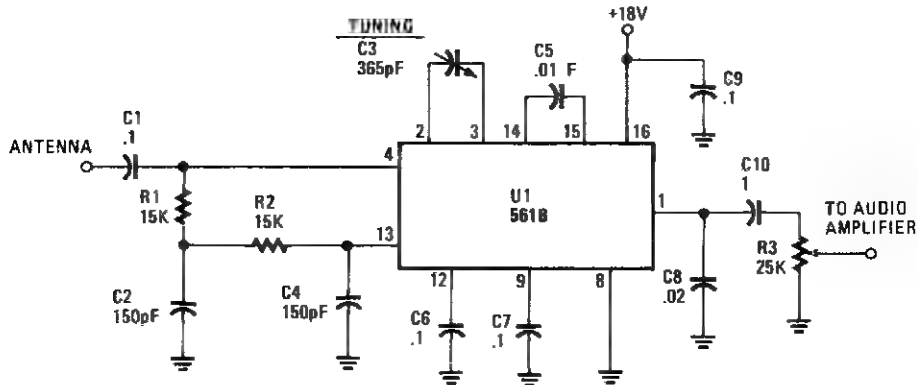 TUNING
C3
365pF
+18V
C5
.01 F
C9
.1
C1
.1
ANTENNA
2
3
14
15
16
4
R1
15K
R2
15K
U1
561B
1
C10
1
TO AUDIO
AMPLIFIER
R3
25K
13
12
9
8
C2
150pF
C4
150pF
C6
.1
C7
.1
C8
.02